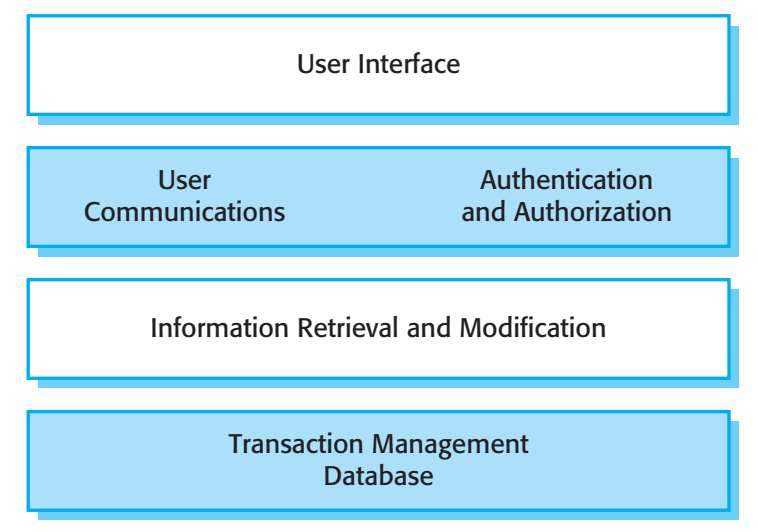 User Interface
User
Communications
Authentication
and Authorization
Information Retrieval and Modification
Transaction Management
Database